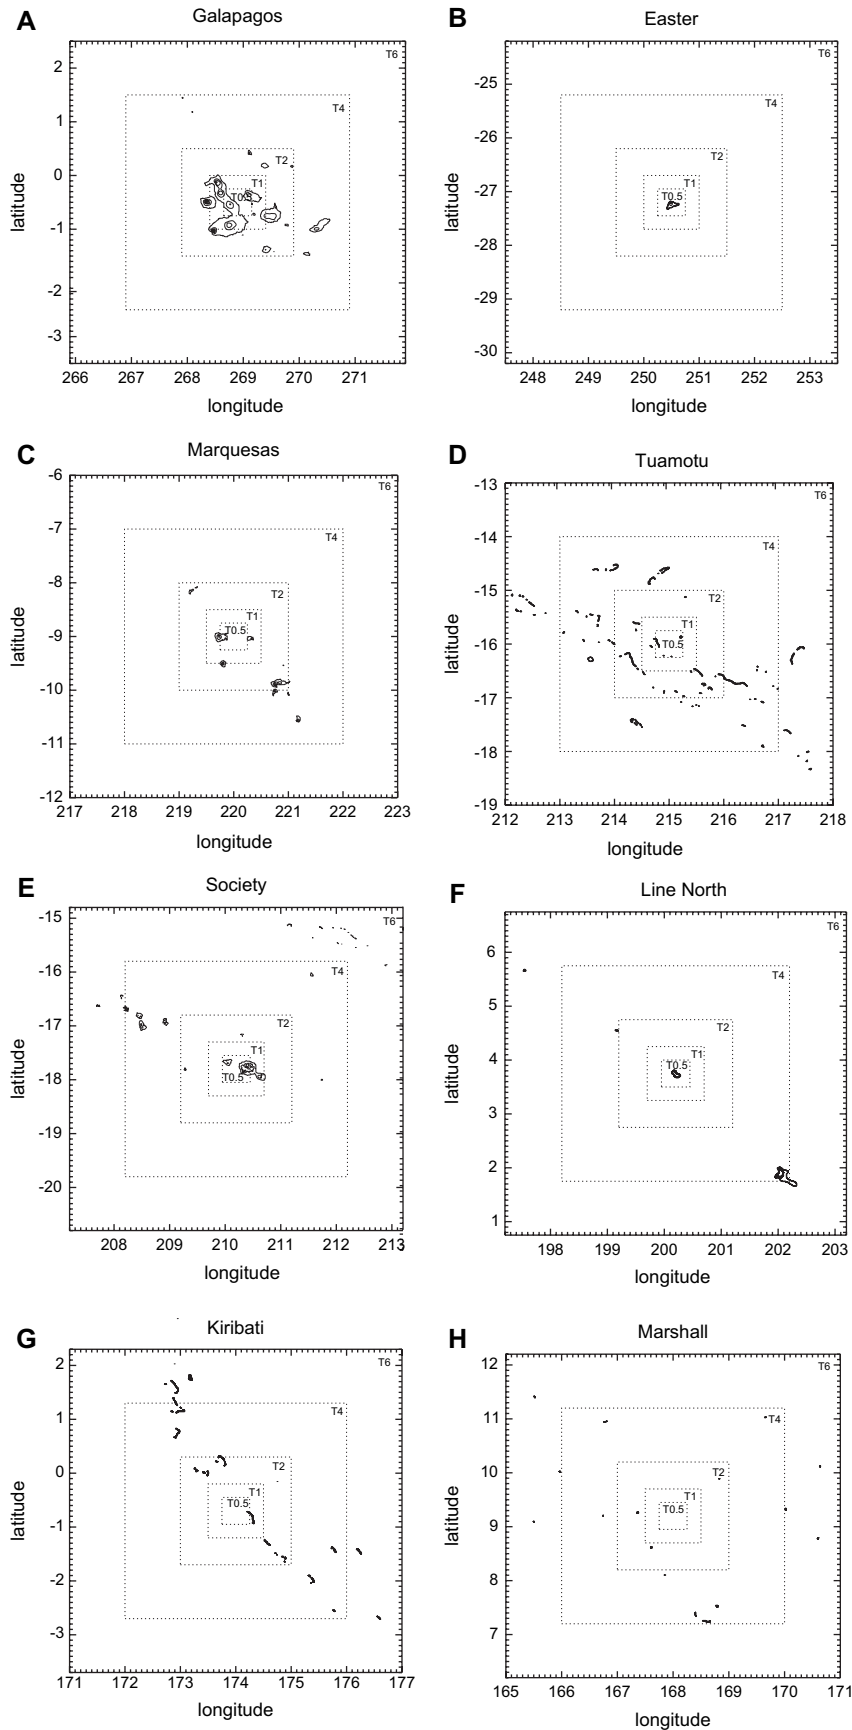 A
Galapagos
T6
T4
T2
T1
T0.5
2
1
0
-1
-2
-3
266 267 268 269 270 271
latitude
longitude
B
Easter
T6
T4
T2
T1
T0.5
-25
-26
-27
-28
-29
-30
248 249 250 251 252 253
latitude
longitude
C
Marquesas
T6
T4
T2
T1
T0.5
-6
-7
-8
-9
-10
-11
-12
217 218 219 220 221 222 223
latitude
longitude
D
Tuamotu
T6
T4
T2
T1
T0.5
-13
-14
-15
-16
-17
-18
-19
212 213 214 215 216 217 218
latitude
longitude
E
Society
T6
T4
T2
T1
T0.5
-15
-16
-17
-18
-19
-20
208 209 210 211 212 213
latitude
longitude
F
Line North
T6
T4
T2
T1
T0.5
6
5
4
3
2
1
198 199 200 201 202 203
latitude
longitude
G
Kiribati
T6
T4
T2
T1
T0.5
2
1
0
-1
-2
-3
171 172 173 174 175 176 177
latitude
longitude
H
Marshall
T6
T4
T2
T1
T0.5
12
11
10
9
8
7
165 166 167 168 169 170 171
latitude
longitude